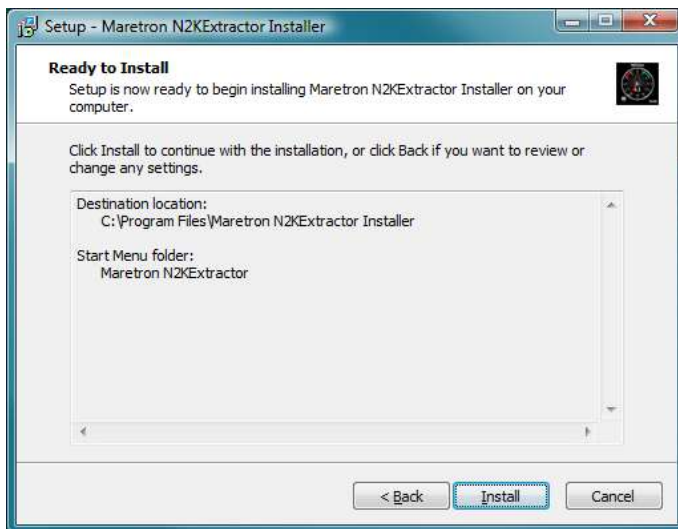 Setup - Maretron N2KExtractor Installer
Ready to Install
Setup is now ready to begin installing Maretron N2KExtractor Installer on your
computer.
Click Install to continue with the installation, or click Back if you want to review or
change any settings.
Destination location:
C:\Program Files\Maretron N2KExtractor Installer
Start Menu folder:
Maretron N2KExtractor
< Back
Install
Cancel